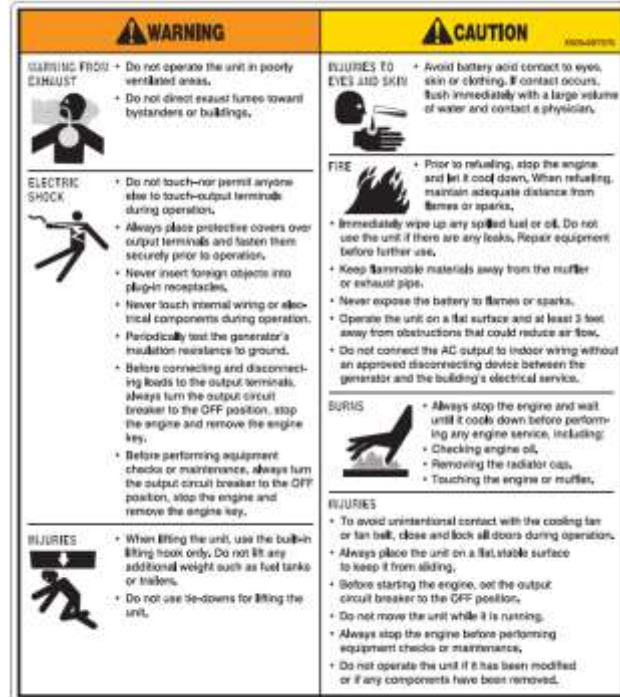 WARNING
WARNING FROM
EXHAUST
• Do not operate the unit in poorly
ventilated areas.
• Do not direct exaust fumes toward
bystanders or buildings.
ELECTRIC
SHOCK
• Do not touch–nor permit anyone
else to touch–output terminals
during operation.
• Always place protective covers over
output terminals and fasten them
securely prior to operation.
• Never insert foreign objects into
plug-in receptacles.
• Never touch internal wiring or elec-
trical components during operation.
• Periodically test the generator's
insulation resistance to ground.
• Before connecting and disconnect-
ing loads to the output terminals,
always turn the output circuit
breaker to the OFF position, stop
the engine and remove the engine
key.
• Before performing equipment
checks or maintenance, always turn
the output circuit breaker to the OFF
position, stop the engine and
remove the engine key.
INJURIES
• When lifting the unit, use the built-in
lifting hook only. Do not lift any
additional weight such as fuel tanks
or trailers.
• Do not use tie-downs for lifting the
unit.
CAUTION
INJURIES TO
EYES AND SKIN
• Avoid battery acid contact to eyes,
skin or clothing. If contact occurs,
flush immediately with a large volume
of water and contact a physician.
FIRE
• Prior to refueling, stop the engine
and let it cool down. When refueling,
maintain adequate distance from
flames or sparks.
• Immediately wipe up any spilled fuel or oil. Do not
use the unit if there are any leaks. Repair equipment
before further use.
• Keep flammable materials away from the muffler
or exhaust pipe.
• Never expose the battery to flames or sparks.
• Operate the unit on a flat surface and at least 3 feet
away from obstructions that could reduce air flow.
• Do not connect the AC output to indoor wiring without
an approved disconnecting device between the
generator and the building's electrical service.
BURNS
• Always stop the engine and wait
until it cools down before perform-
ing any engine service, including:
• Checking engine oil.
• Removing the radiator cap.
• Touching the engine or muffler.
INJURIES
• To avoid unintentional contact with the cooling fan
or fan belt, close and lock all doors during operation.
• Always place the unit on a flat,stable surface
to keep it from sliding.
• Before starting the engine, set the output
circuit breaker to the OFF position.
• Do not move the unit while it is running.
• Always stop the engine before performing
equipment checks or maintenance.
• Do not operate the unit if it has been modified
or if any components have been removed.